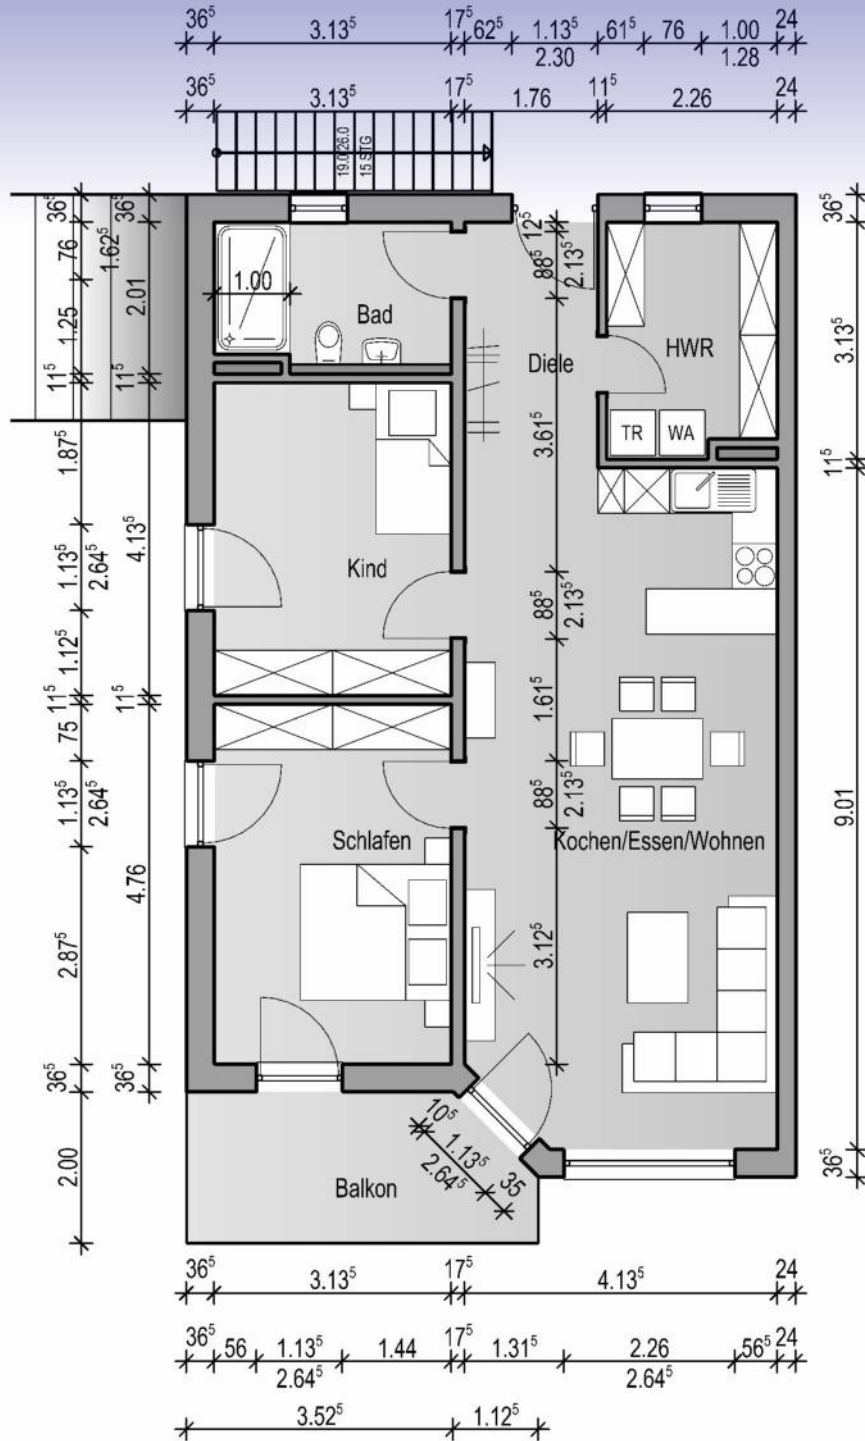 36⁵ 3.13⁵ 17⁵ 62⁵ 1.13⁵ 61⁵ 76 1.00 24
2.30 1.28
36⁵ 3.13⁵ 17⁵ 1.76 11⁵ 2.26 24
19.0/26.0
15 STG
36⁵ 76 1.25 11⁵ 1.87⁵ 1.13⁵ 1.12⁵ 11⁵ 75 1.13⁵ 2.87⁵ 36⁵ 2.00
2.64⁵ 2.64⁵
1.62⁵
36⁵ 2.01 11⁵ 4.13⁵ 11⁵ 4.76 36⁵
1.00
Bad
12⁵ 88⁵ 3.61⁵ 88⁵ 1.61⁵ 88⁵ 3.12⁵
2.13⁵ 2.13⁵ 2.13⁵
Diele
HWR
TR WA
36⁵ 3.13⁵ 11⁵ 9.01 36⁵
Kind
Schlafen
Kochen/Essen/Wohnen
10⁵ 1.13⁵ 35
2.64⁵
Balkon
36⁵ 3.13⁵ 17⁵ 4.13⁵ 24
36⁵ 56 1.13⁵ 1.44 17⁵ 1.31⁵ 2.26 56⁵ 24
2.64⁵ 2.64⁵
3.52⁵ 1.12⁵